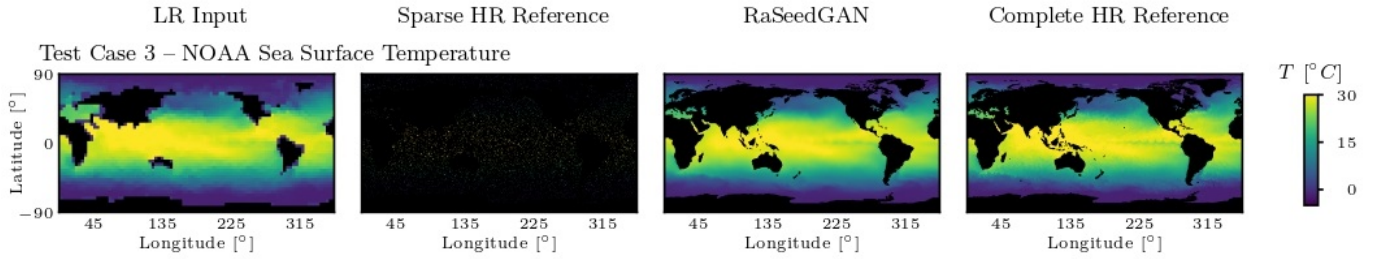 LR Input Sparse HR Reference RaSeedGAN Complete HR Reference
Test Case 3 – NOAA Sea Surface Temperature
T [°C]
Latitude [°]
90
0
−90
30
15
0
45 135 225 315 45 135 225 315 45 135 225 315 45 135 225 315
Longitude [°] Longitude [°] Longitude [°] Longitude [°]